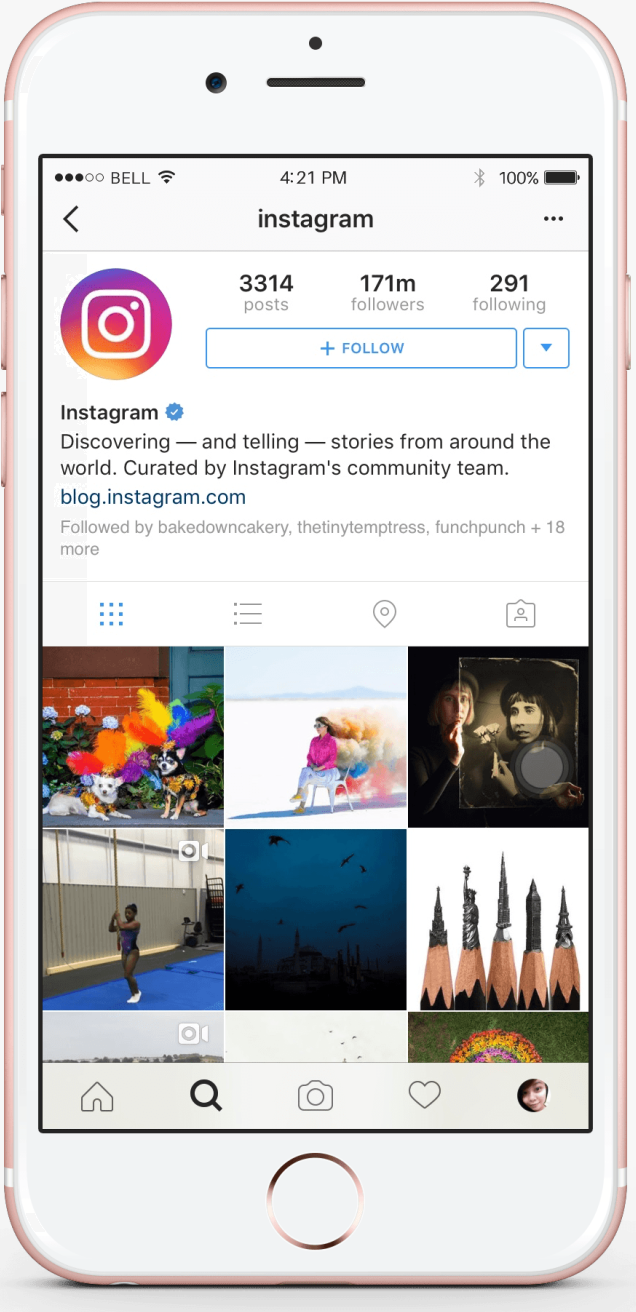 BELL 4:21 PM 100%
instagram
3314 171m 291
posts followers following
+ FOLLOW
Instagram
Discovering — and telling — stories from around the
world. Curated by Instagram's community team.
blog.instagram.com
Followed by bakedowncakery, thetinytemptress, funchpunch + 18
more